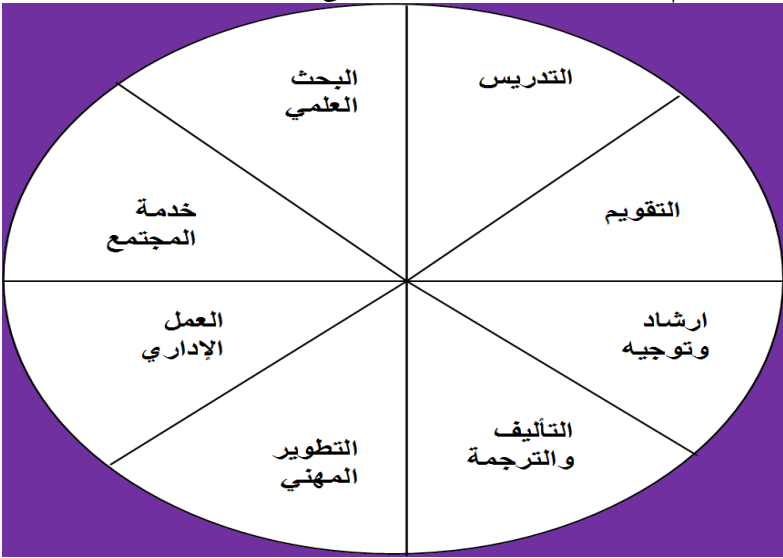 التدريس
التقويم
ارشاد
وتوجيه
التأليف
والترجمة
التطوير
المهني
العمل
الإداري
خدمة
المجتمع
البحث
العلمي